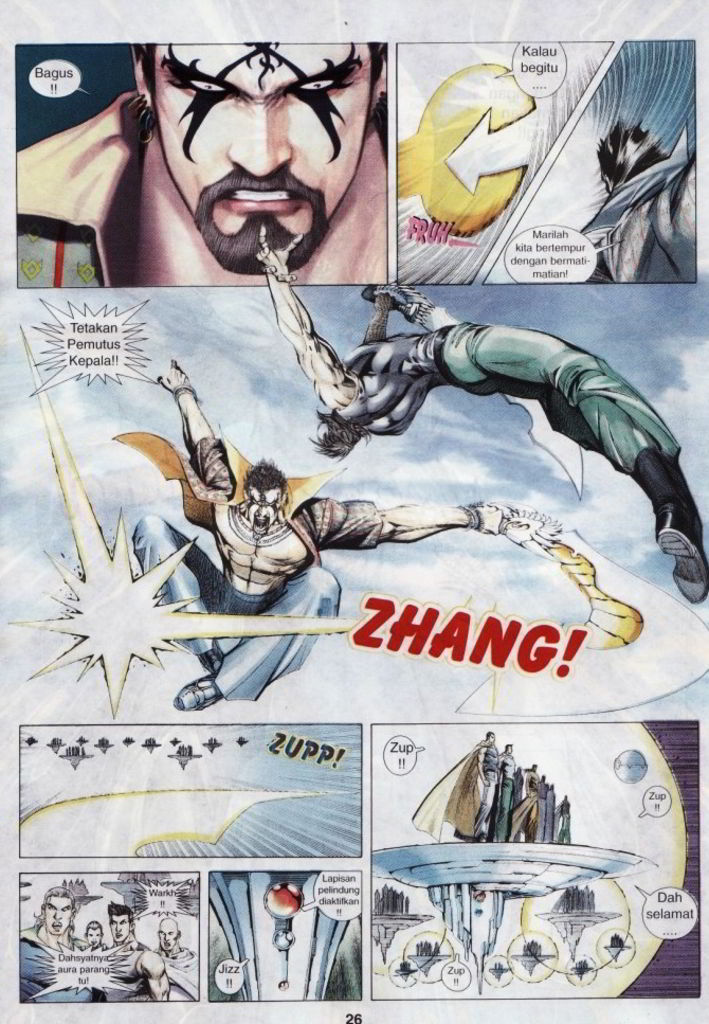 Bagus
!!
Kalau
begitu
....
FRUH
Marilah
kita bertempur
dengan bermati-
matian!
Tetakan
Pemutus
Kepala!!
ZHANG!
ZUPP!
Zup
!!
Zup
!!
Warkh
!!
Dahsyatnya
aura parang
tu!
Lapisan
pelindung
diaktifkan
!!
Jizz
!!
Dah
selamat
....
Zup
!!
26